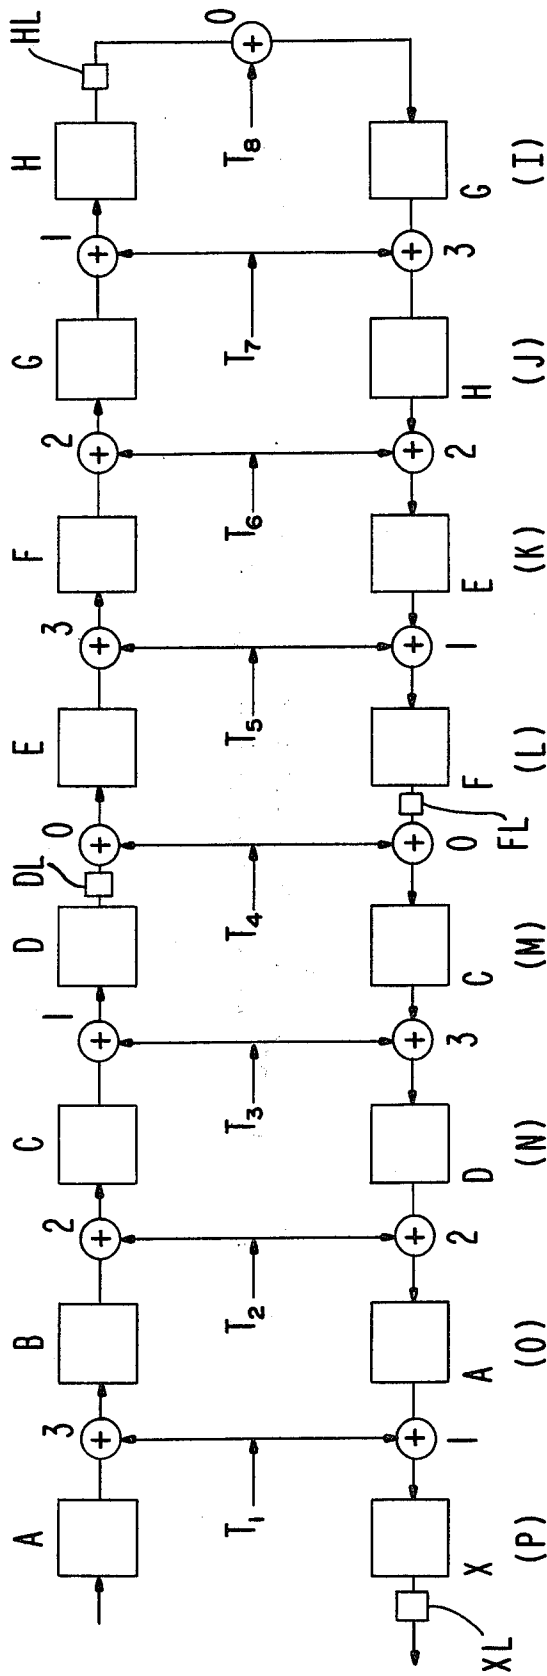 A
3
B
2
C
1
D
DL
0
E
3
F
2
G
1
H
HL
0
T₁
T₂
T₃
T₄
T₅
T₆
T₇
T₈
XL
X
1
A
2
D
3
C
0
FL
F
1
E
2
H
3
G
(P)
(O)
(N)
(M)
(L)
(K)
(J)
(I)